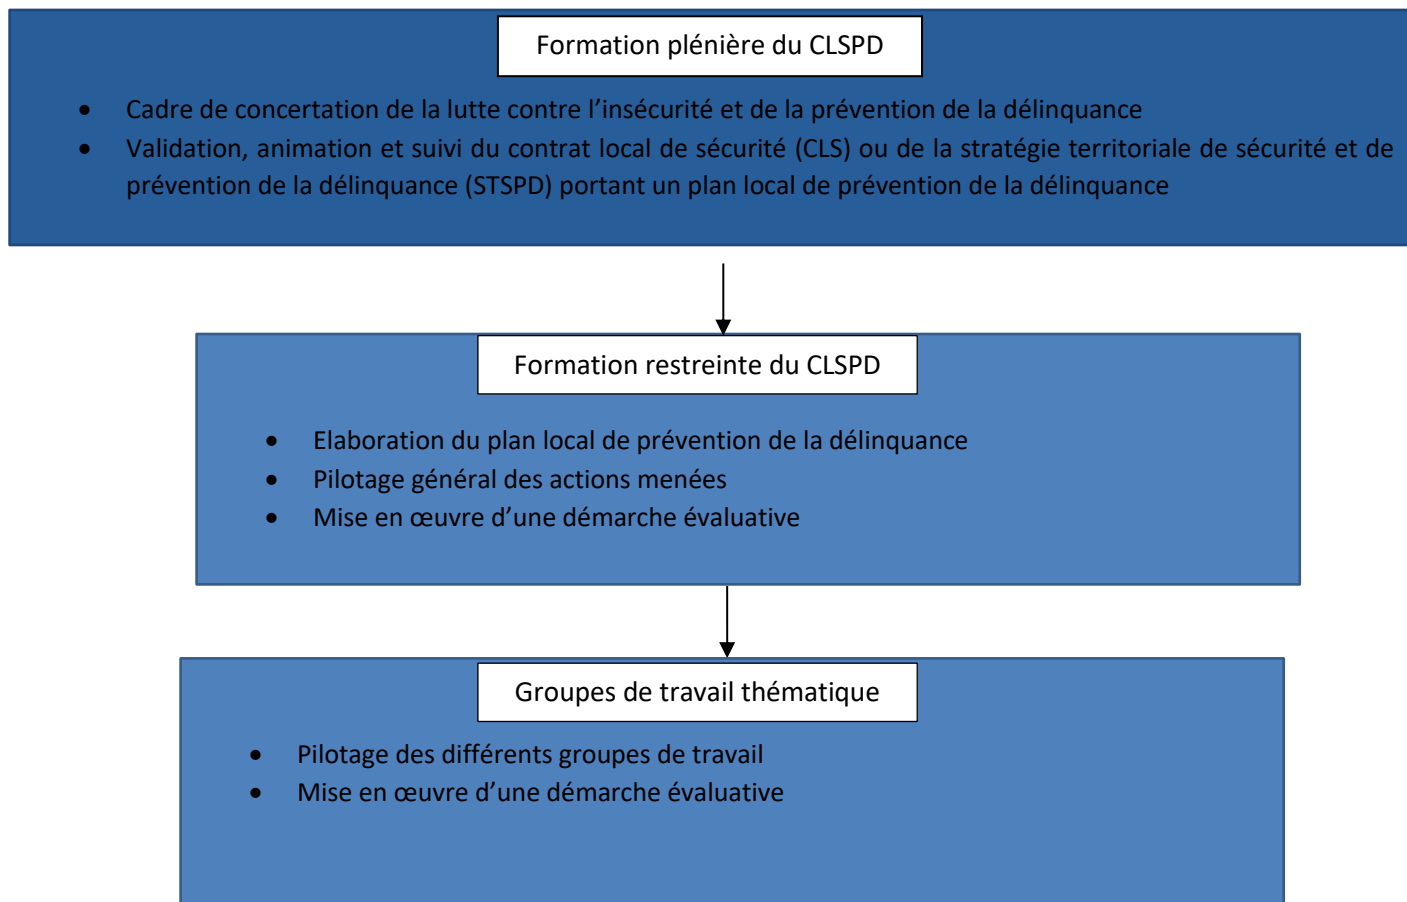 Formation plénière du CLSPD
• Cadre de concertation de la lutte contre l’insécurité et de la prévention de la délinquance
• Validation, animation et suivi du contrat local de sécurité (CLS) ou de la stratégie territoriale de sécurité et de
prévention de la délinquance (STSPD) portant un plan local de prévention de la délinquance
Formation restreinte du CLSPD
• Elaboration du plan local de prévention de la délinquance
• Pilotage général des actions menées
• Mise en œuvre d’une démarche évaluative
Groupes de travail thématique
• Pilotage des différents groupes de travail
• Mise en œuvre d’une démarche évaluative